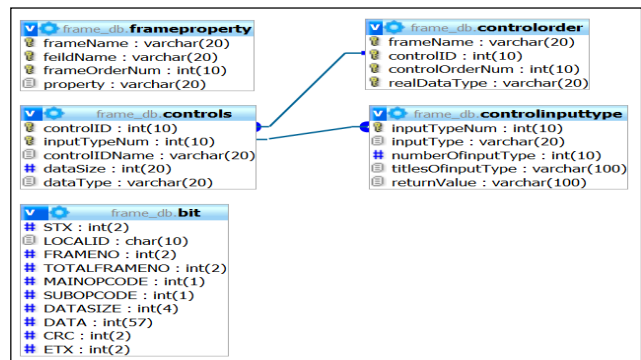 frame_db.frameproperty
frameName : varchar(20)
feildName : varchar(20)
frameOrderNum : int(10)
property : varchar(20)
frame_db.controlorder
frameName : varchar(20)
controlID : int(10)
controlOrderNum : int(10)
realDataType : varchar(20)
frame_db.controls
controlID : int(10)
inputTypeNum : int(10)
controlIDName : varchar(20)
dataSize : int(20)
dataType : varchar(20)
frame_db.controlinputtype
inputTypeNum : int(10)
inputType : varchar(20)
numberOfinputType : int(10)
titlesOfinputType : varchar(100)
returnValue : varchar(100)
frame_db.bit
STX : int(2)
LOCALID : char(10)
FRAMENO : int(2)
TOTALFRAMENO : int(2)
MAINOPCODE : int(1)
SUBOPCODE : int(1)
DATASIZE : int(4)
DATA : int(57)
CRC : int(2)
ETX : int(2)